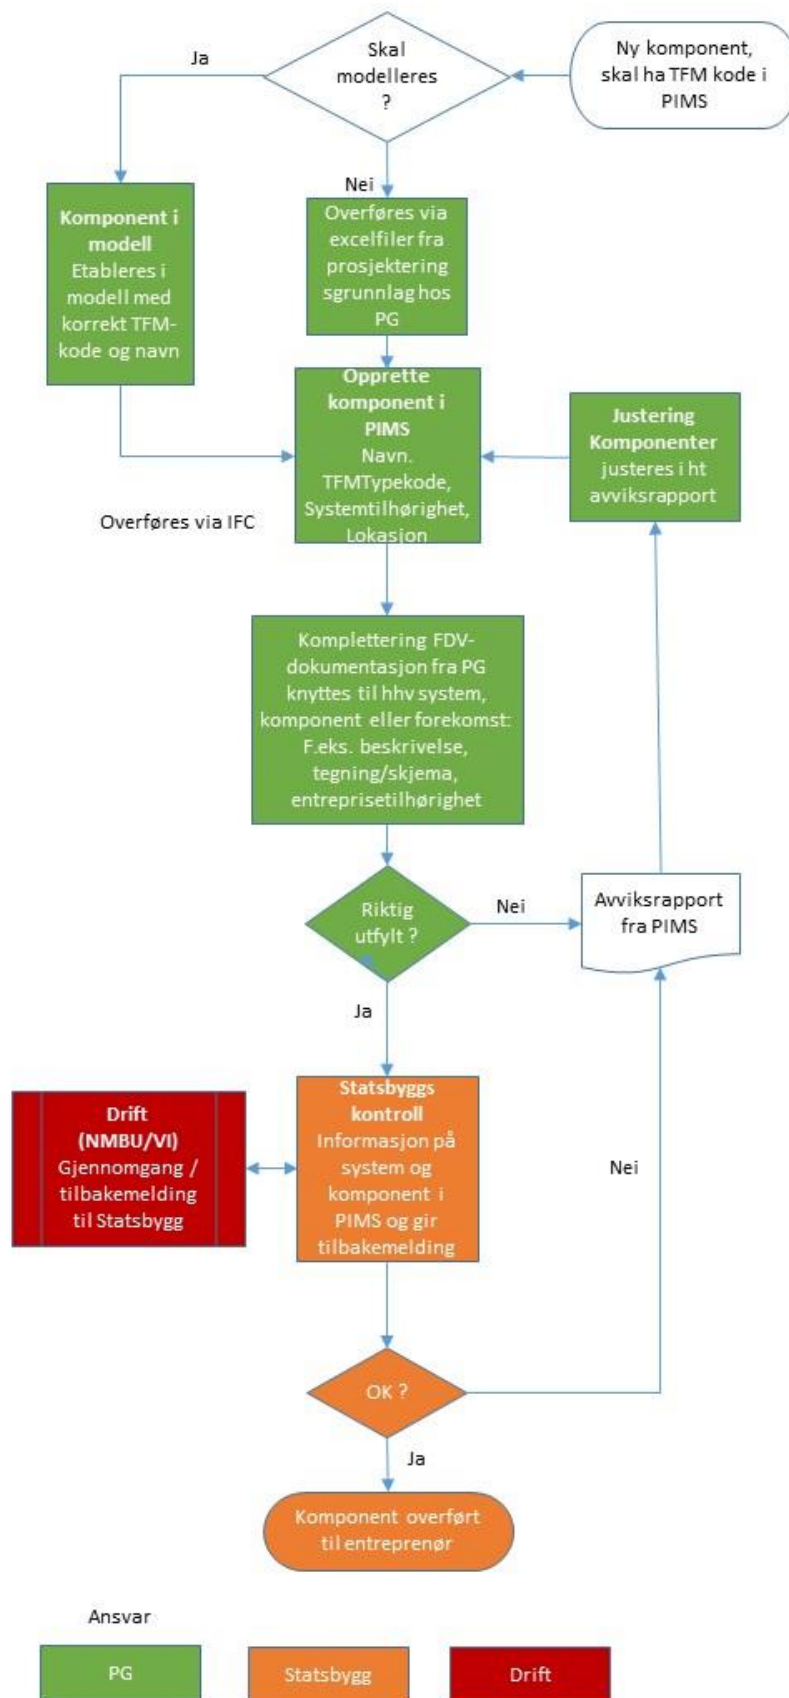 Ny komponent,
skal ha TFM kode i
PIMS
Skal
modelleres
?
Ja
Nei
Komponent i
modell
Etableres i
modell med
korrekt TFM-
kode og navn
Overføres via
excelfiler fra
prosjektering
sgrunnlag hos
PG
Opprette
komponent i
PIMS
Navn.
TFMTypekode,
Systemtilhørighet,
Lokasjon
Justering
Komponenter
justeres i ht
avviksrapport
Overføres via IFC
Komplettering FDV-
dokumentasjon fra PG
knyttes til hhv system,
komponent eller forekomst:
F.eks. beskrivelse,
tegning/skjema,
entreprisetilhørighet
Riktig
utfylt ?
Nei
Avviksrapport
fra PIMS
Ja
Statsbyggs
kontroll
Informasjon på
system og
komponent i
PIMS og gir
tilbakemelding
Drift
(NMBU/VI)
Gjennomgang /
tilbakemelding
til Statsbygg
Nei
OK ?
Ja
Komponent overført
til entreprenør
Ansvar
PG
Statsbygg
Drift